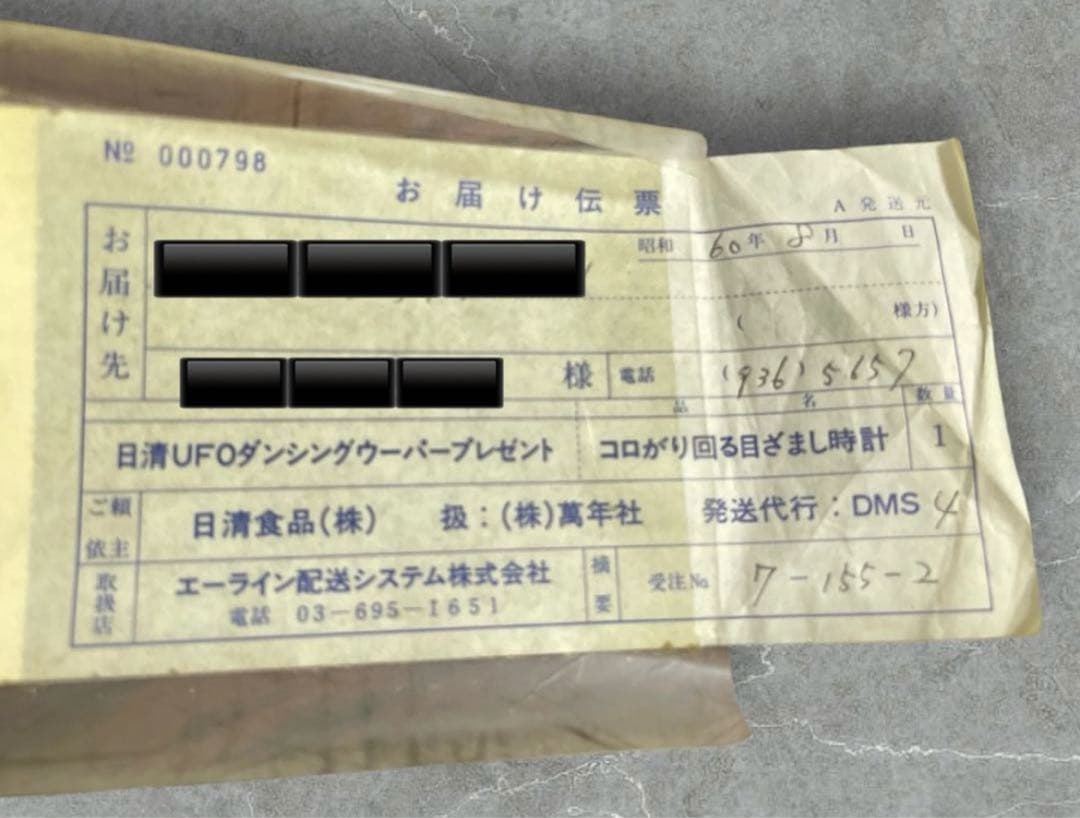 № 000798
お届け伝票
A 発送元
お届け先
昭和 60年 8月 日
( 様方)
様 電話 (936) 5657
品 名 数量
日清UFOダンシングウーパープレゼント コロがり回る目ざまし時計 1
ご頼依主 日清食品(株) 扱：(株)萬年社 発送代行：DMS 4
取扱店 エーライン配送システム株式会社
電話 03-695-1651
摘要 受注№ 7-155-2